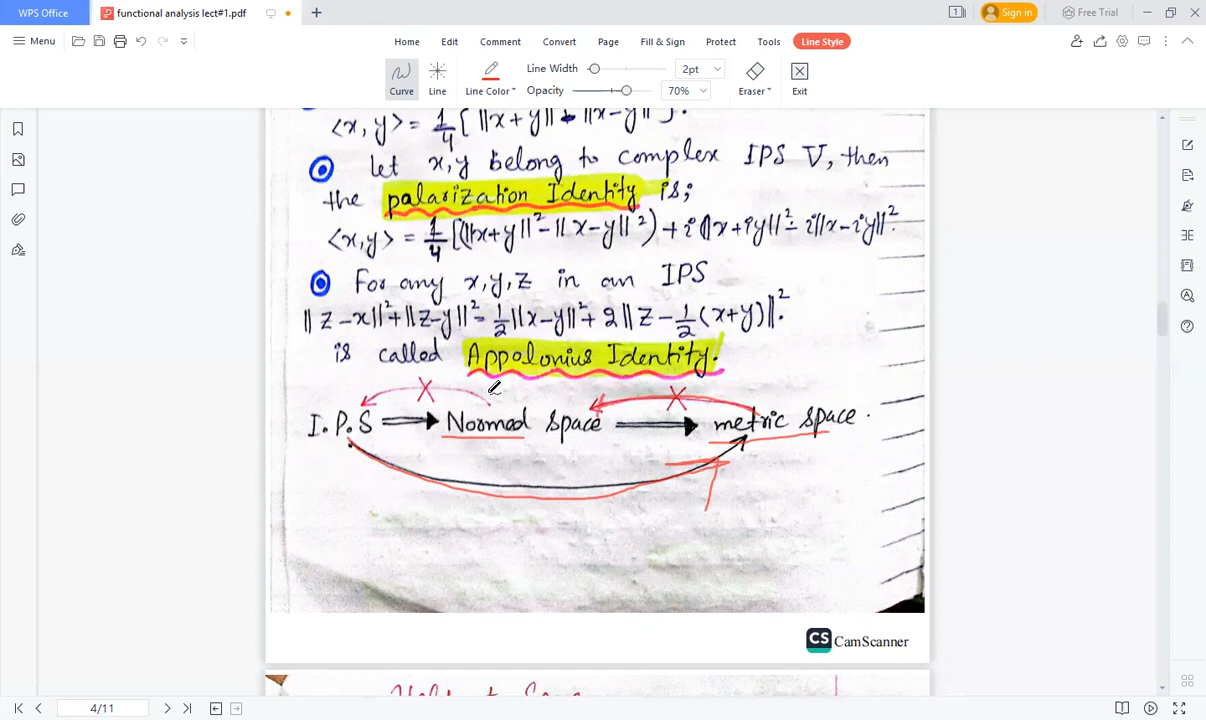 WPS Office
functional analysis lect#1.pdf
Sign in
Free Trial
Menu
Home Edit Comment Convert Page Fill & Sign Protect Tools Line Style
Curve Line Line Color Line Width 2pt Opacity 70% Eraser Exit
<x, y> = 1/4 [ ||x+y|| - ||x-y|| ].
Let x,y belong to complex IPS V, then
the palarization Identity is;
<x,y> = 1/4 [(||x+y||² - ||x-y||²) + i ||x+iy||² - i||x-iy||².
For any x,y,z in an IPS
||z-x||² + ||z-y||² = 1/2 ||x-y||² + 2||z - 1/2 (x+y)||².
is called Appolonius Identity.
I.P.S ⟹ Normed Space ⟹ metric space.
CS CamScanner
4/11